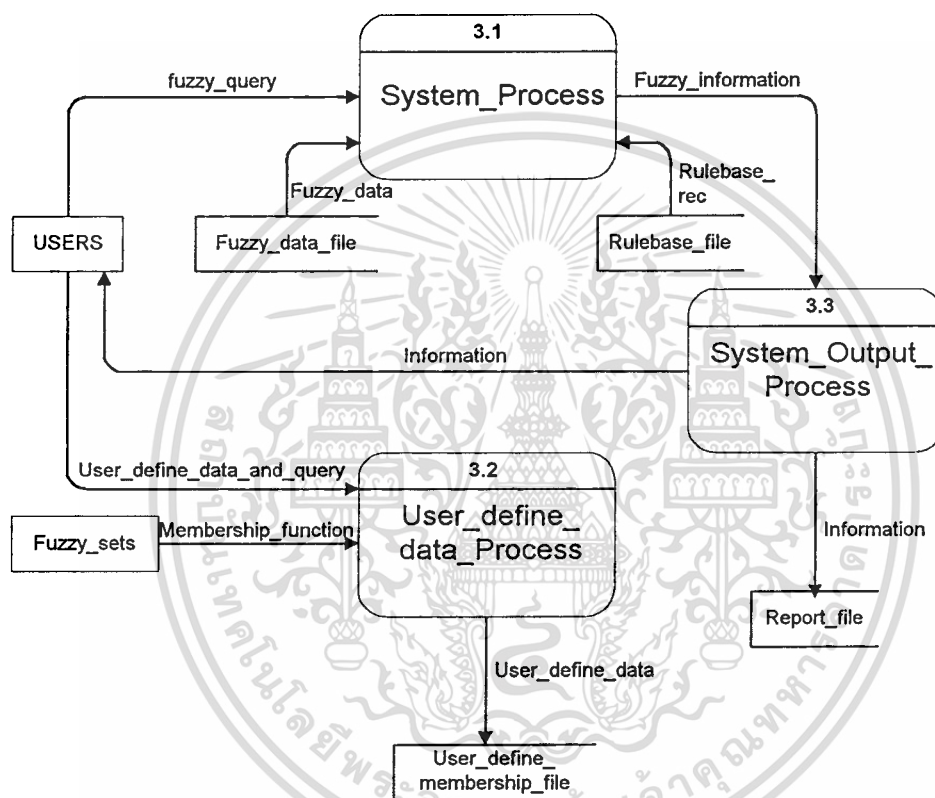 3.1
System_Process
fuzzy_query
Fuzzy_information
Fuzzy_data
Rulebase_
rec
USERS
Fuzzy_data_file
Rulebase_file
3.3
System_Output_
Process
Information
User_define_data_and_query
3.2
User_define_
data_Process
Fuzzy_sets
Membership_function
Information
Report_file
User_define_data
User_define_
membership_file